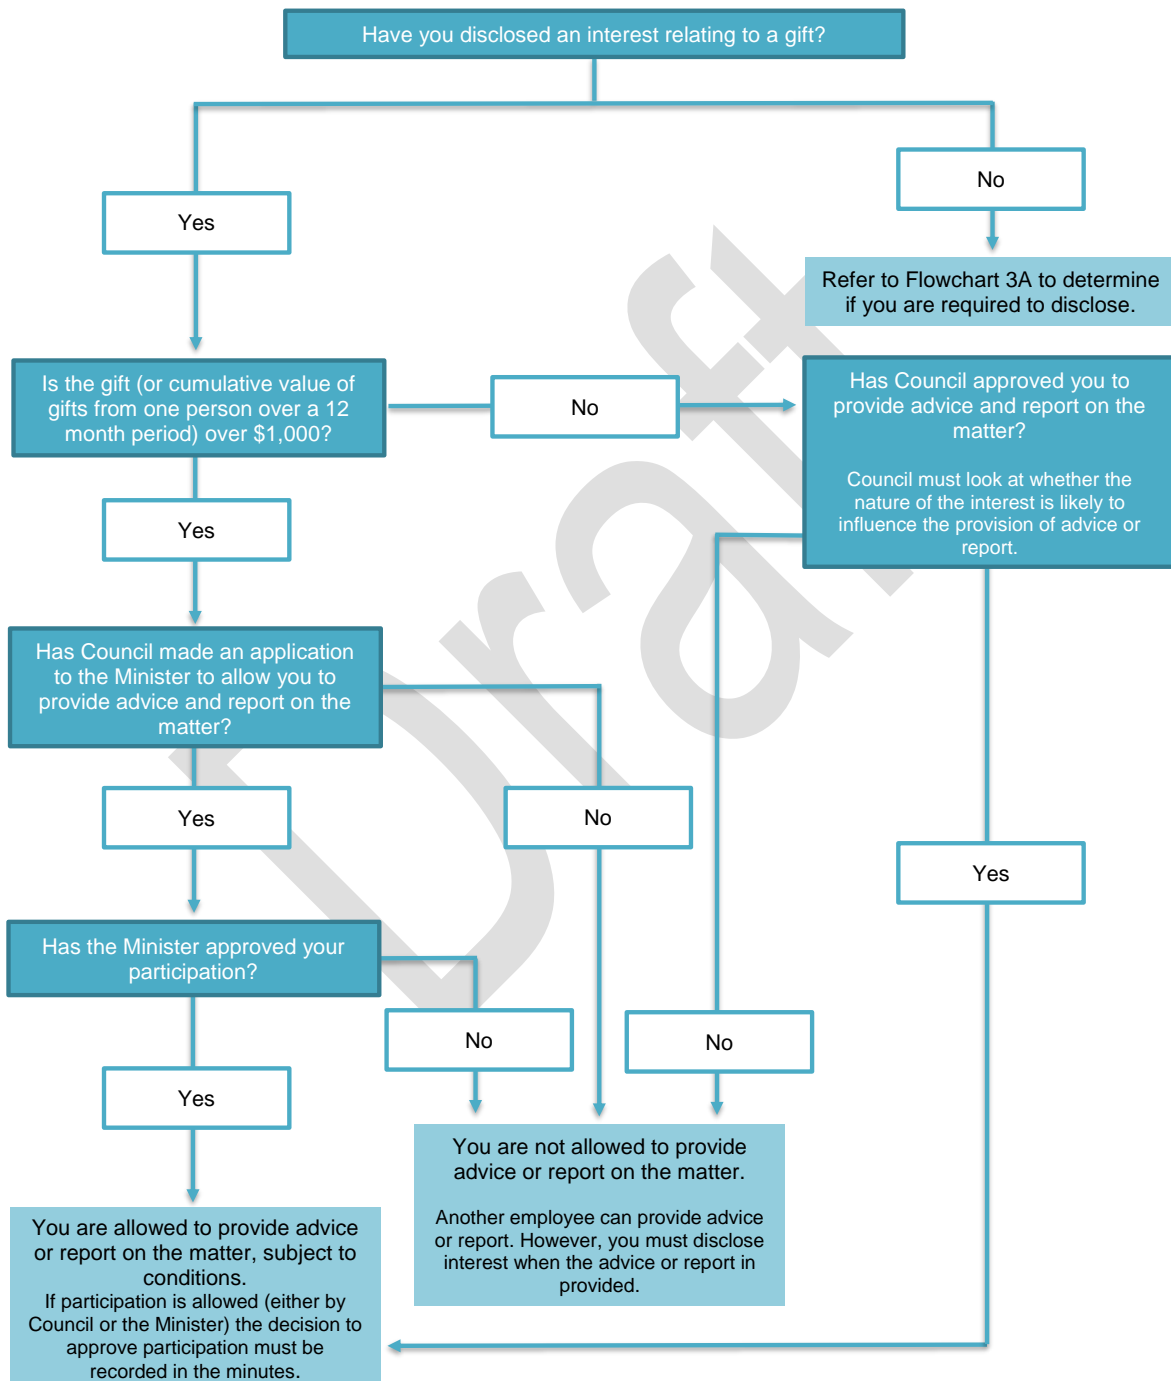 Have you disclosed an interest relating to a gift?
Yes
No
Refer to Flowchart 3A to determine
if you are required to disclose.
Is the gift (or cumulative value of
gifts from one person over a 12
month period) over $1,000?
No
Has Council approved you to
provide advice and report on the
matter?
Council must look at whether the
nature of the interest is likely to
influence the provision of advice or
report.
Yes
Has Council made an application
to the Minister to allow you to
provide advice and report on the
matter?
Yes
No
Yes
Has the Minister approved your
participation?
No
No
Yes
You are not allowed to provide
advice or report on the matter.
Another employee can provide advice
or report. However, you must disclose
interest when the advice or report in
provided.
You are allowed to provide advice
or report on the matter, subject to
conditions.
If participation is allowed (either by
Council or the Minister) the decision to
approve participation must be
recorded in the minutes.
Draft